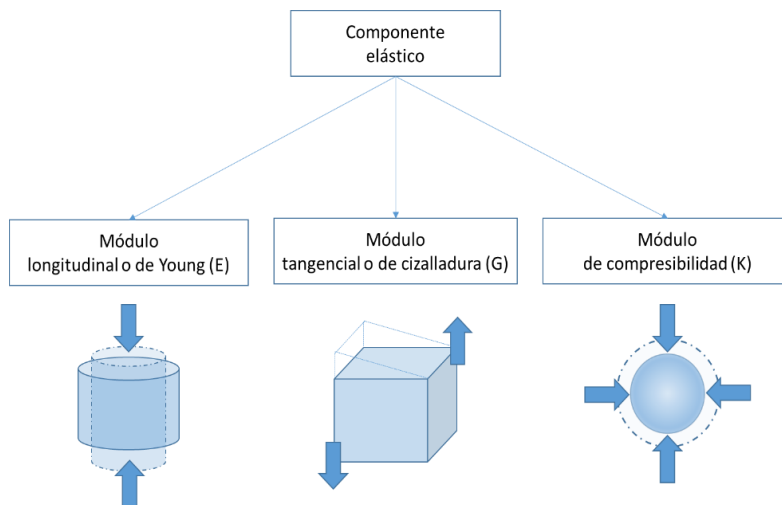 Componente
elástico
Módulo
longitudinal o de Young (E)
Módulo
tangencial o de cizalladura (G)
Módulo
de compresibilidad (K)